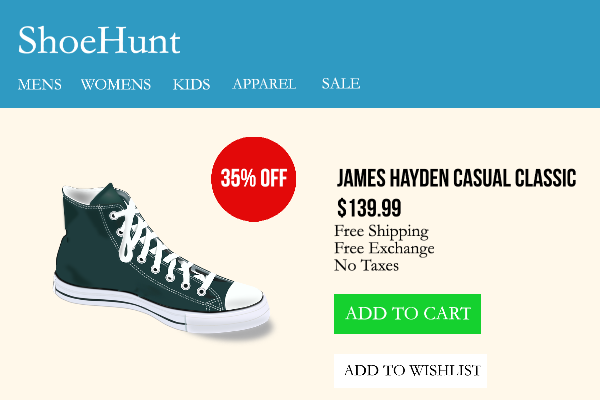 ShoeHunt
MENS WOMENS KIDS APPAREL SALE
35% OFF
JAMES HAYDEN CASUAL CLASSIC
$139.99
Free Shipping
Free Exchange
No Taxes
ADD TO CART
ADD TO WISHLIST